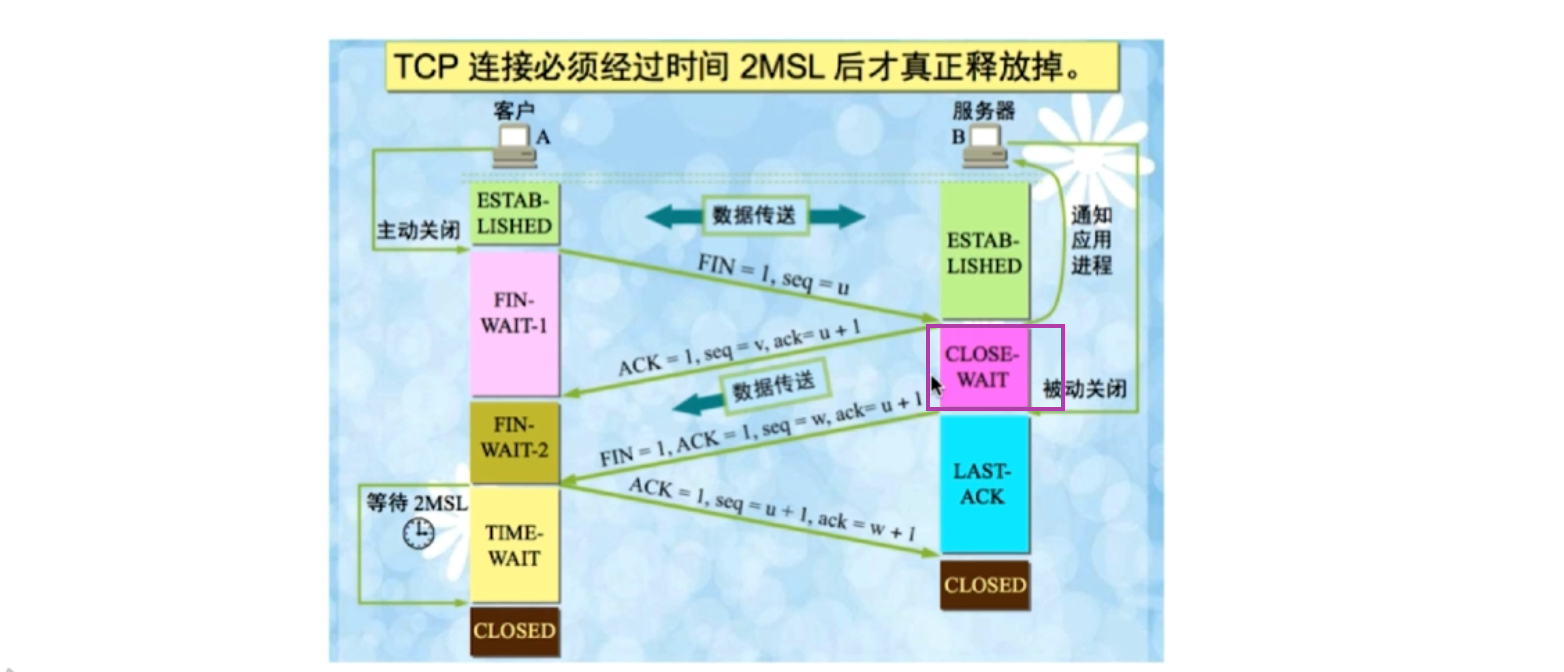 TCP 连接必须经过时间 2MSL 后才真正释放掉。
客户
A
服务器
B
ESTAB-
LISHED
主动关闭
数据传送
ESTAB-
LISHED
通知
应用
进程
FIN = 1, seq = u
FIN-
WAIT-1
ACK = 1, seq = v, ack= u + 1
CLOSE-
WAIT
被动关闭
数据传送
FIN-
WAIT-2
FIN = 1, ACK = 1, seq = w, ack= u + 1
LAST-
ACK
等待 2MSL
ACK = 1, seq = u + 1, ack = w + 1
TIME-
WAIT
CLOSED
CLOSED